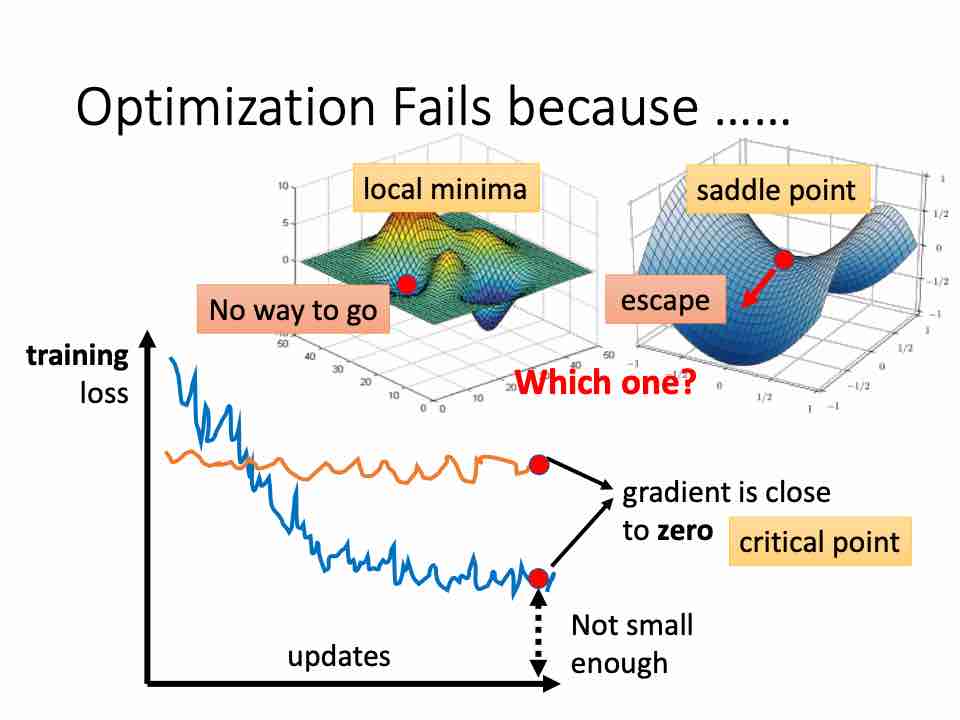 Optimization Fails because ……
local minima
saddle point
No way to go
escape
10
5
0
50
40
30
20
10
0
0
10
20
30
40
50
1
1/2
0
−1/2
−1
−1
−1/2
0
1/2
1
1
1/2
0
−1/2
−1
Which one?
training
loss
gradient is close
to zero
critical point
Not small
enough
updates